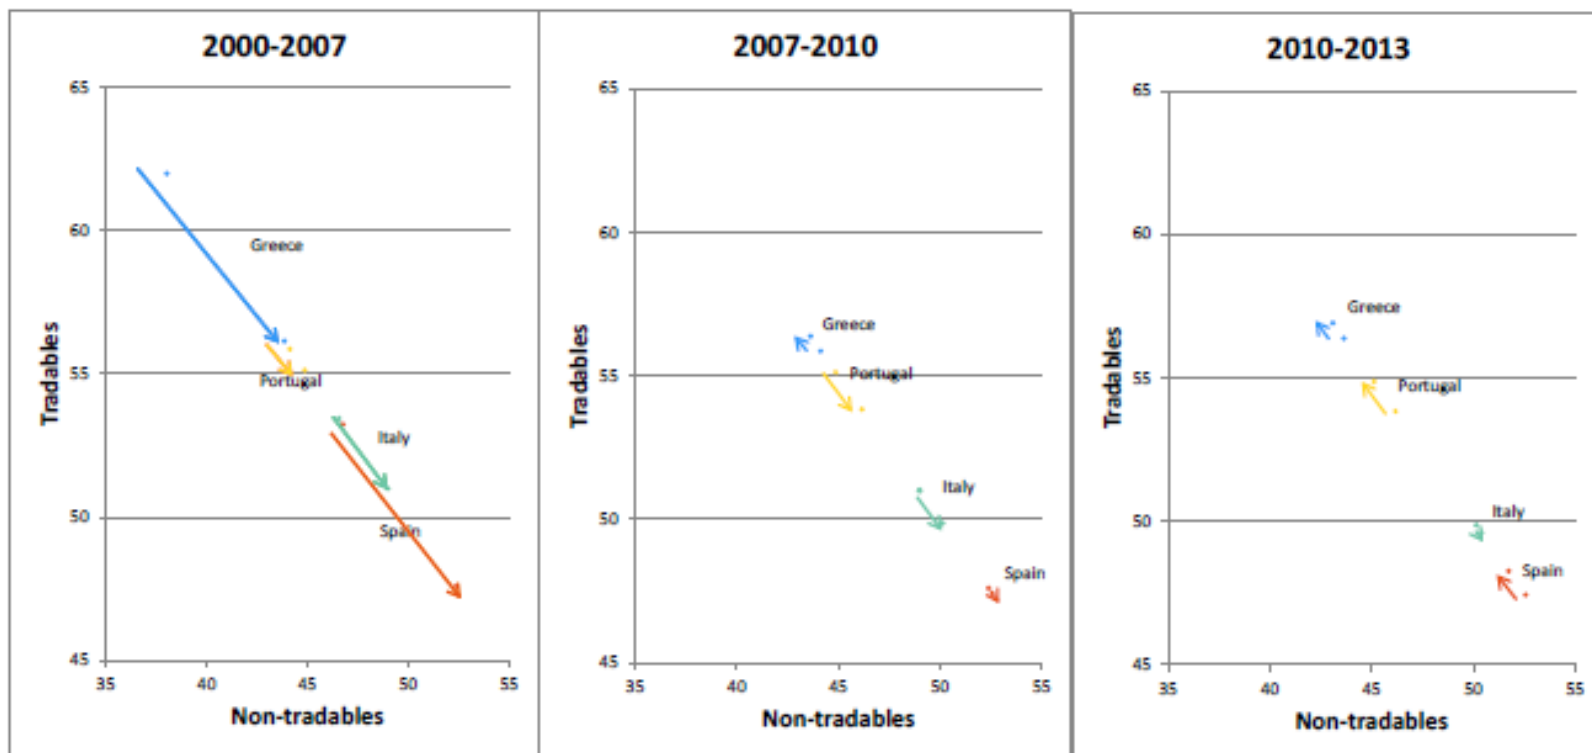 2000-2007
65
60
55
50
45
35
40
45
50
55
Tradables
Non-tradables
Greece
Portugal
Italy
Spain
2007-2010
65
60
55
50
45
35
40
45
50
55
Tradables
Non-tradables
Greece
Portugal
Italy
Spain
2010-2013
65
60
55
50
45
35
40
45
50
55
Tradables
Non-tradables
Greece
Portugal
Italy
Spain